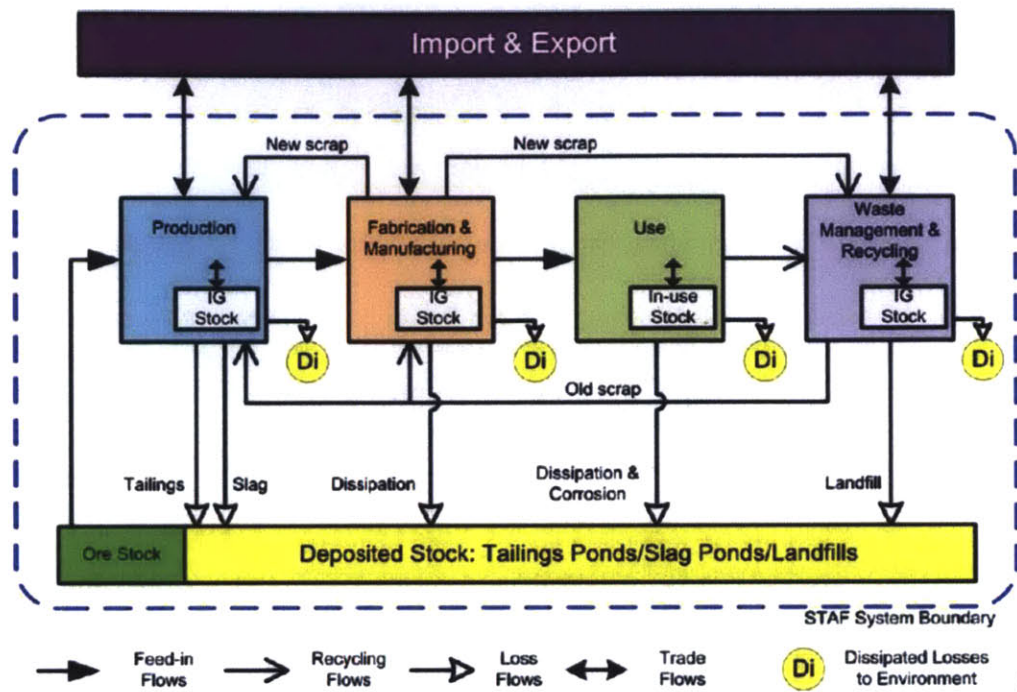 Import & Export
New scrap
New scrap
Production
Fabrication &
Manufacturing
Use
Waste
Management &
Recycling
IG
Stock
IG
Stock
In-use
Stock
IG
Stock
Di
Di
Di
Di
Old scrap
Tailings
Slag
Dissipation
Dissipation &
Corrosion
Landfill
Ore Stock
Deposited Stock: Tailings Ponds/Slag Ponds/Landfills
STAF System Boundary
Feed-in
Flows
Recycling
Flows
Loss
Flows
Trade
Flows
Di
Dissipated Losses
to Environment